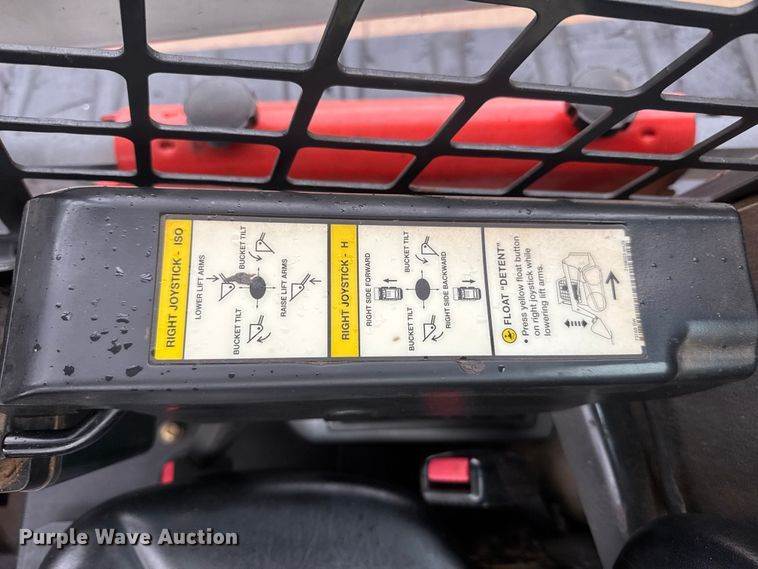 RIGHT JOYSTICK - ISO
LOWER LIFT ARMS
BUCKET TILT
BUCKET TILT
RAISE LIFT ARMS
RIGHT JOYSTICK - H
RIGHT SIDE FORWARD
BUCKET TILT
BUCKET TILT
RIGHT SIDE BACKWARD
FLOAT "DETENT"
• Press yellow float button
on right joystick while
lowering lift arms.
Purple Wave Auction